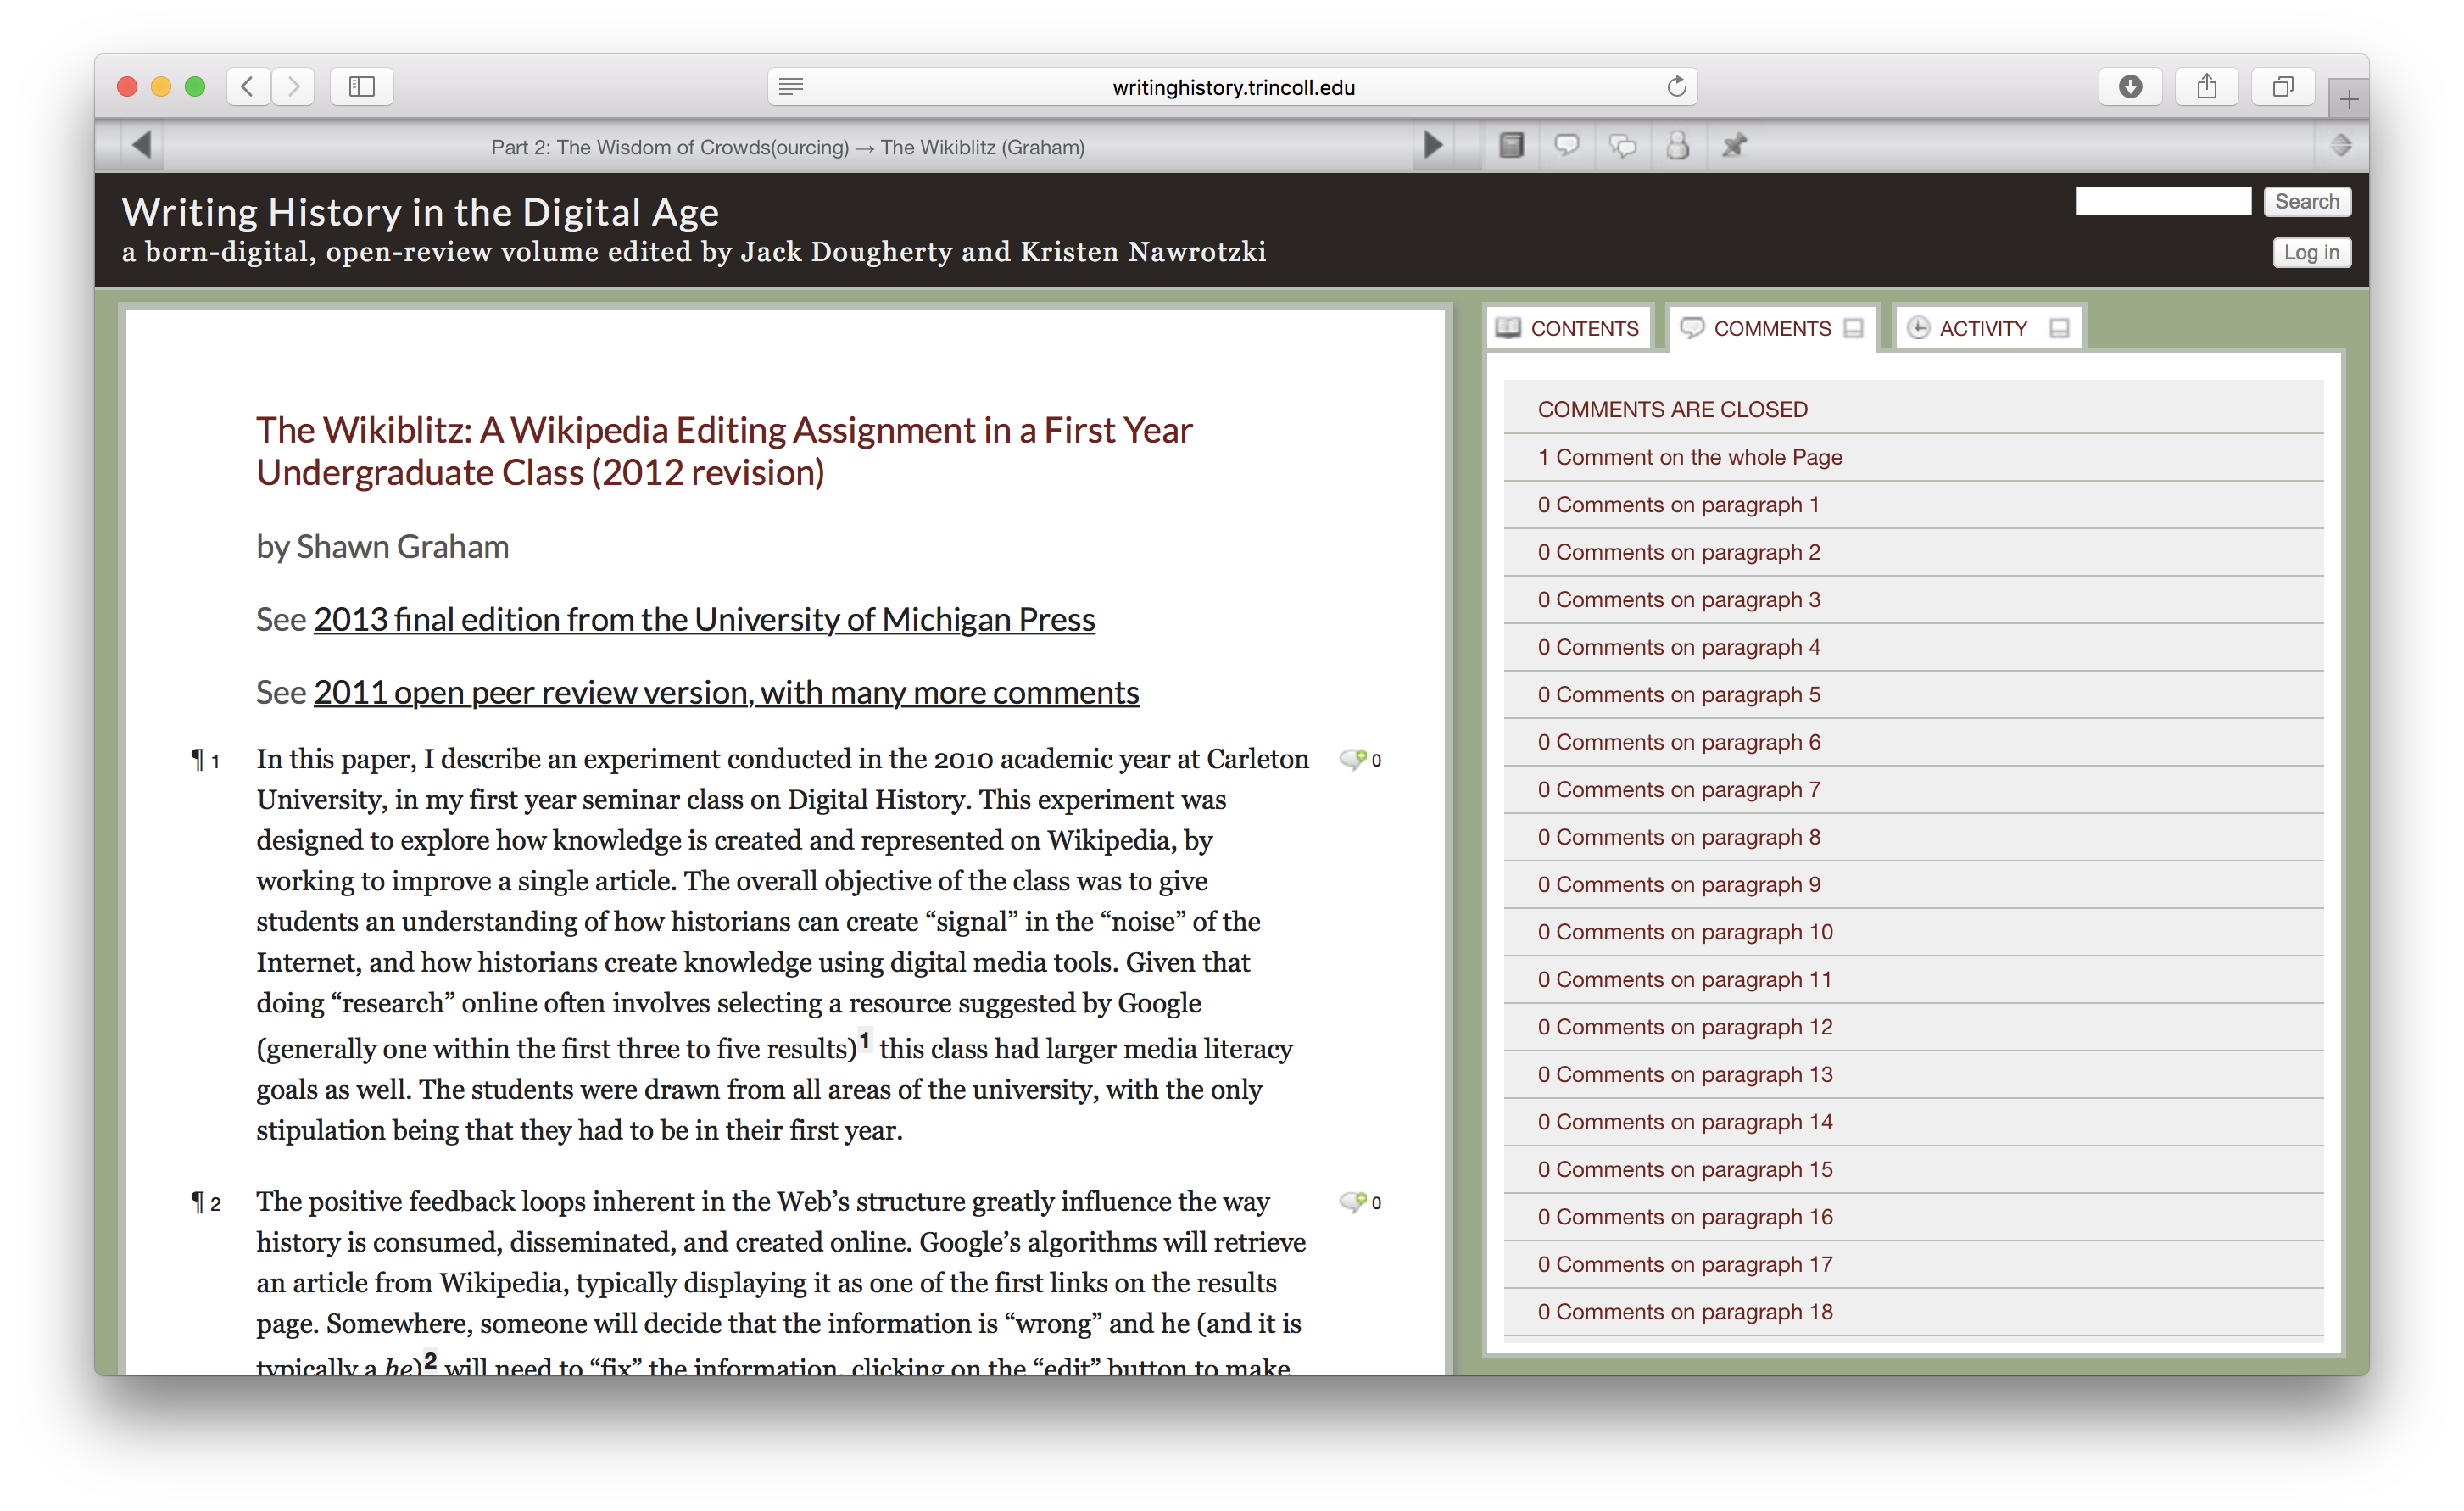 writinghistory.trincoll.edu
Part 2: The Wisdom of Crowds(ourcing) → The Wikiblitz (Graham)
Writing History in the Digital Age
a born-digital, open-review volume edited by Jack Dougherty and Kristen Nawrotzki
Search
Log in
The Wikiblitz: A Wikipedia Editing Assignment in a First Year
Undergraduate Class (2012 revision)
by Shawn Graham
See 2013 final edition from the University of Michigan Press
See 2011 open peer review version, with many more comments
¶ 1 In this paper, I describe an experiment conducted in the 2010 academic year at Carleton 0
University, in my first year seminar class on Digital History. This experiment was
designed to explore how knowledge is created and represented on Wikipedia, by
working to improve a single article. The overall objective of the class was to give
students an understanding of how historians can create “signal” in the “noise” of the
Internet, and how historians create knowledge using digital media tools. Given that
doing “research” online often involves selecting a resource suggested by Google
(generally one within the first three to five results)1 this class had larger media literacy
goals as well. The students were drawn from all areas of the university, with the only
stipulation being that they had to be in their first year.
¶ 2 The positive feedback loops inherent in the Web’s structure greatly influence the way 0
history is consumed, disseminated, and created online. Google’s algorithms will retrieve
an article from Wikipedia, typically displaying it as one of the first links on the results
page. Somewhere, someone will decide that the information is “wrong” and he (and it is
typically a he)2 will need to “fix” the information, clicking on the “edit” button to make
CONTENTS
COMMENTS
ACTIVITY
COMMENTS ARE CLOSED
1 Comment on the whole Page
0 Comments on paragraph 1
0 Comments on paragraph 2
0 Comments on paragraph 3
0 Comments on paragraph 4
0 Comments on paragraph 5
0 Comments on paragraph 6
0 Comments on paragraph 7
0 Comments on paragraph 8
0 Comments on paragraph 9
0 Comments on paragraph 10
0 Comments on paragraph 11
0 Comments on paragraph 12
0 Comments on paragraph 13
0 Comments on paragraph 14
0 Comments on paragraph 15
0 Comments on paragraph 16
0 Comments on paragraph 17
0 Comments on paragraph 18